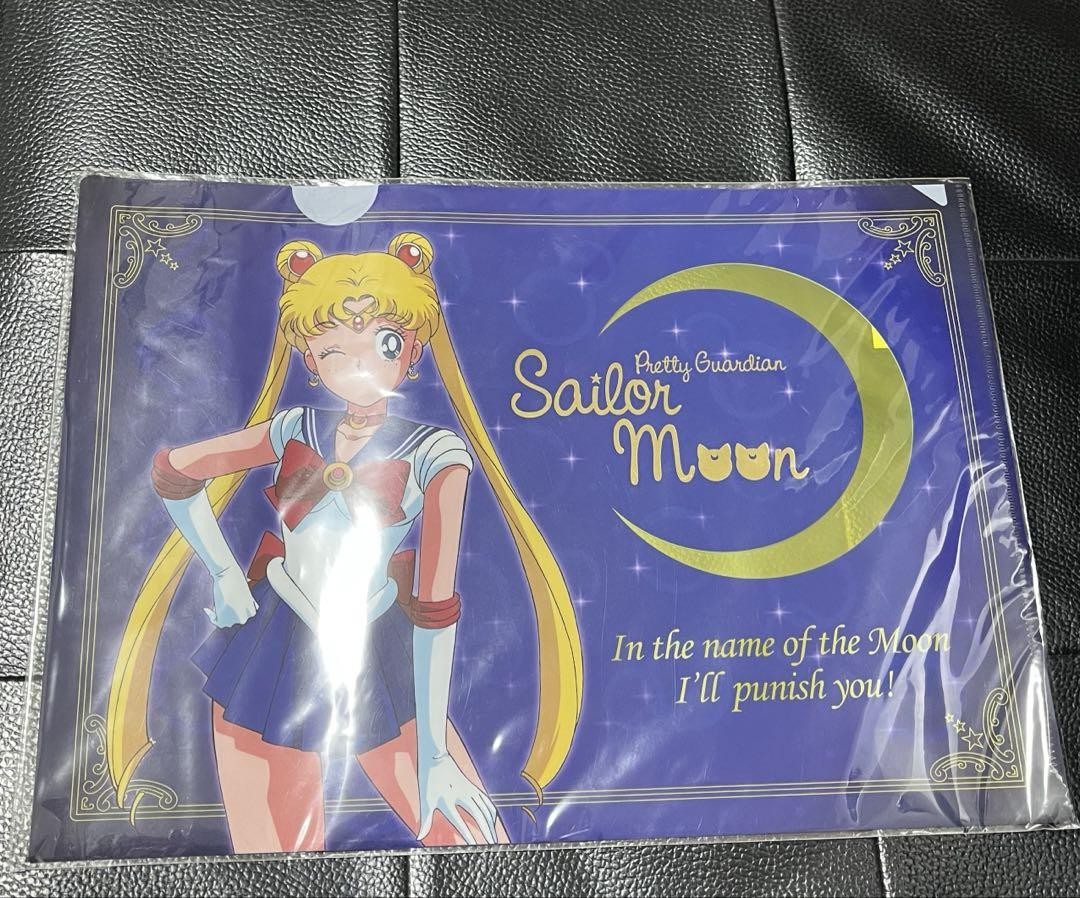 Pretty Guardian
Sailor
Moon
In the name of the Moon
I'll punish you!